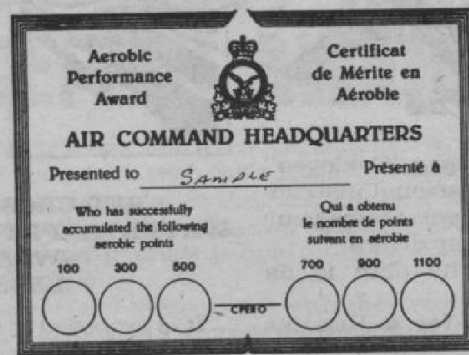 Aerobic
Performance
Award
Certificat
de Mérite en
Aérobie
AIR COMMAND HEADQUARTERS
Presented to SAMPLE Présenté à
Who has successfully
accumulated the following
aerobic points
Qui a obtenu
le nombre de points
suivant en aérobie
100 300 500 700 900 1100
CPERO